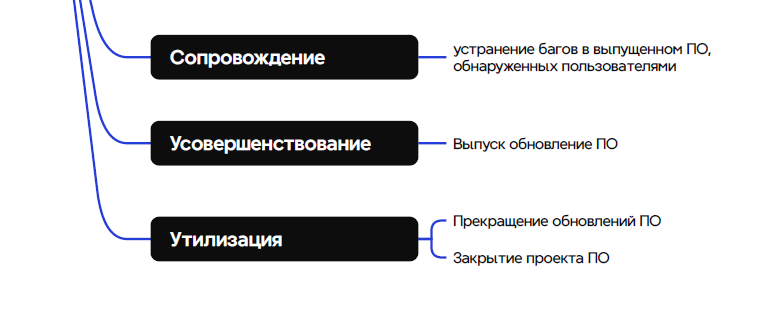 Сопровождение
устранение багов в выпущенном ПО,
обнаруженных пользователями
Усовершенствование
Выпуск обновление ПО
Утилизация
Прекращение обновлений ПО
Закрытие проекта ПО